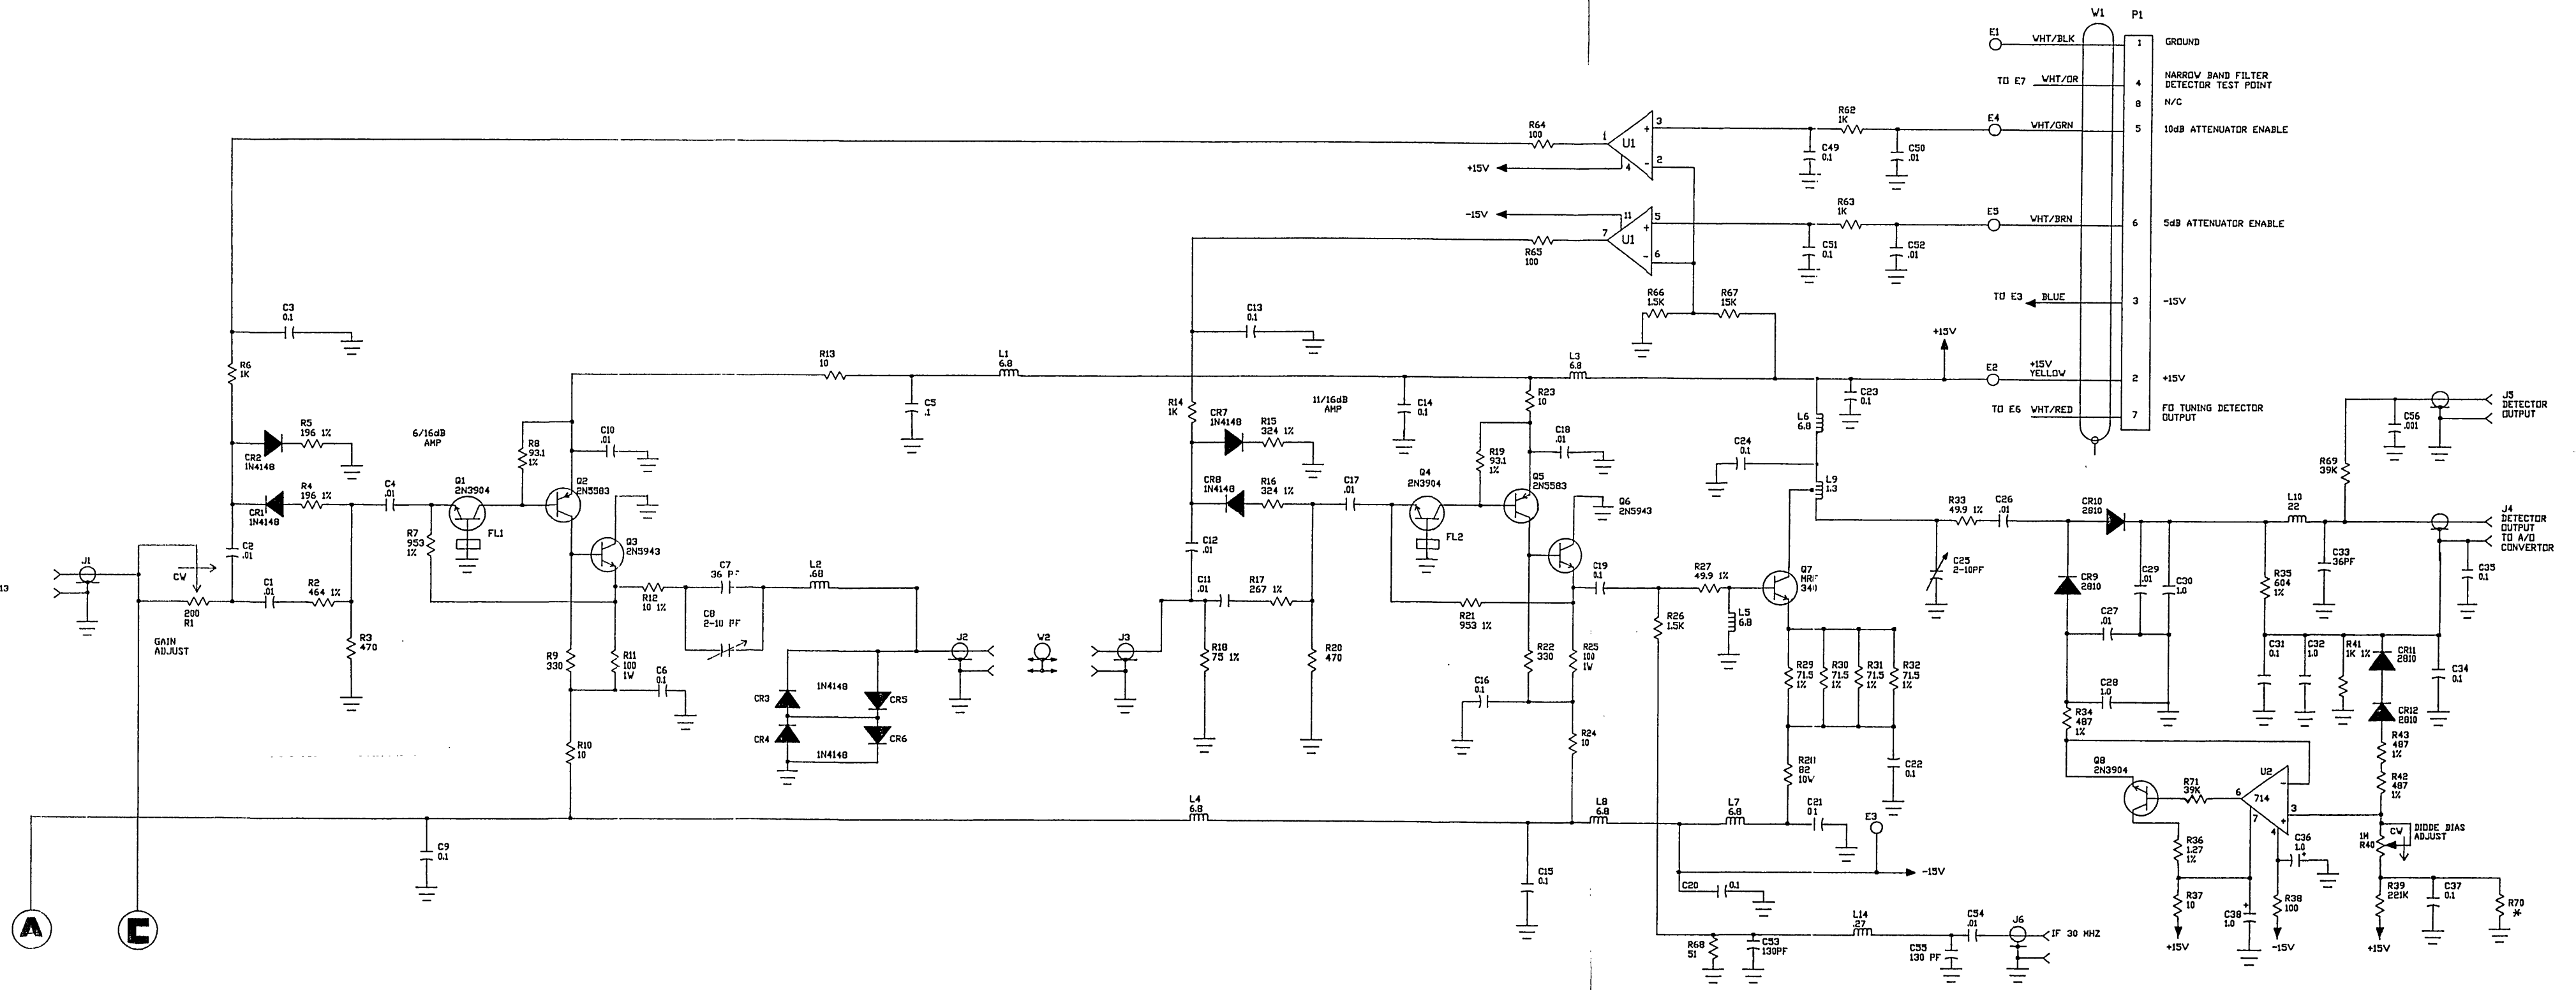 W1
P1
E1
WHT/BLK
1
GROUND
TO E7
WHT/OR
4
NARROW BAND FILTER
DETECTOR TEST POINT
8
N/C
E4
WHT/GRN
5
10dB ATTENUATOR ENABLE
R62
1K
C49
0.1
C50
.01
R64
100
1
U1
+
3
-
2
4
+15V
E5
WHT/BRN
6
5dB ATTENUATOR ENABLE
R63
1K
C51
0.1
C52
.01
-15V
11
5
+
7
U1
-
6
R65
100
TO E3
BLUE
3
-15V
R66
1.5K
R67
15K
+15V
E2
+15V
YELLOW
2
+15V
TO E6
WHT/RED
7
FO TUNING DETECTOR
OUTPUT
J5
DETECTOR
OUTPUT
C56
.001
R69
39K
C3
0.1
C13
0.1
R6
1K
R13
10
L1
6.8
L3
6.8
C5
.1
C14
0.1
11/16dB
AMP
R23
10
C23
0.1
L6
6.8
C24
0.1
L9
1.3
6/16dB
AMP
R5
196 1%
CR2
1N4148
R4
196 1%
CR1
1N4148
C4
.01
Q1
2N3904
FL1
R7
953
1%
R8
93.1
1%
C10
.01
Q2
2N5583
Q3
2N5943
R14
1K
CR7
1N4148
R15
324 1%
CR8
1N4148
R16
324 1%
C17
.01
Q4
2N3904
FL2
R19
93.1
1%
C18
.01
Q5
2N5583
Q6
2N5943
R33
49.9 1%
C26
.01
CR10
2810
L10
22
J4
DETECTOR
OUTPUT
TO A/D
CONVERTOR
13
J1
CW
C2
.01
C1
.01
R2
464 1%
200
R1
GAIN
ADJUST
R3
470
R12
10 1%
C7
36 PF
C8
2-10 PF
L2
.68
C12
.01
C11
.01
R17
267 1%
R18
75 1%
R20
470
R21
953 1%
C19
0.1
R27
49.9 1%
Q7
L5
6.8
R26
1.5K
C25
2-10PF
CR9
2810
C29
.01
C30
1.0
C27
.01
C28
1.0
R35
604
1%
C33
36PF
C35
0.1
J2
W2
J3
R9
330
R11
100
1W
C6
0.1
CR3
1N4148
CR5
CR4
1N4148
CR6
R22
330
R25
100
1W
C16
0.1
R24
10
R29
71.5
1%
R30
71.5
1%
R31
71.5
1%
R32
71.5
1%
82
10W
C22
0.1
C31
0.1
C32
1.0
R41
1K 1%
CR11
2810
CR12
2810
C34
0.1
R34
487
1%
R43
487
1%
R42
487
1%
R10
10
Q8
2N3904
R71
39K
U2
714
6
7
4
-
3
+
L4
6.8
L8
6.8
L7
6.8
C21
0.1
E3
-15V
C9
0.1
C15
0.1
C20
0.1
R36
1.27
1%
R37
10
+15V
C38
1.0
+
C36
1.0
+
R38
100
-15V
1M
R40
CW
DIODE BIAS
ADJUST
R39
221K
+15V
C37
0.1
R70
*
A
C
R68
51
C53
130PF
L14
.27
C55
130 PF
C54
.01
J6
IF 30 MHZ